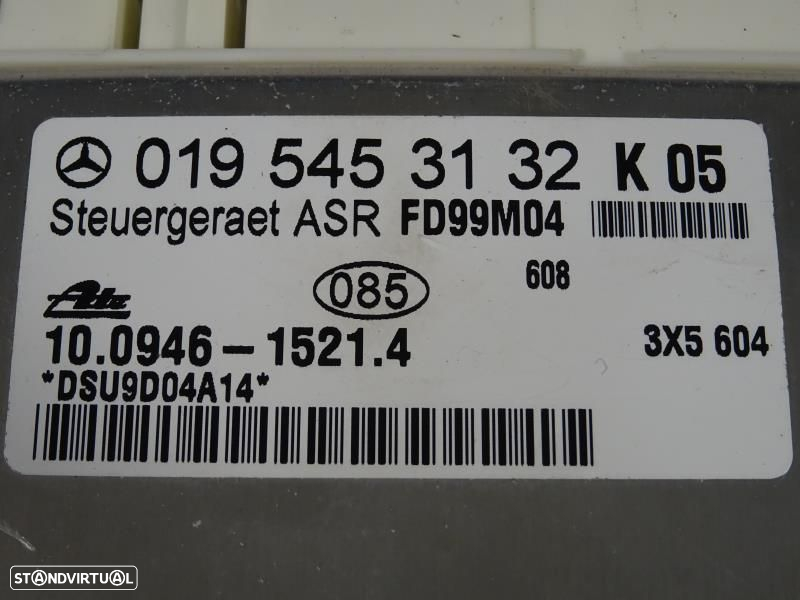 019 545 31 32 K 05
Steuergeraet ASR FD99M04
085 608
Ate
10.0946-1521.4 3X5 604
*DSU9D04A14*
STANDVIRTUAL